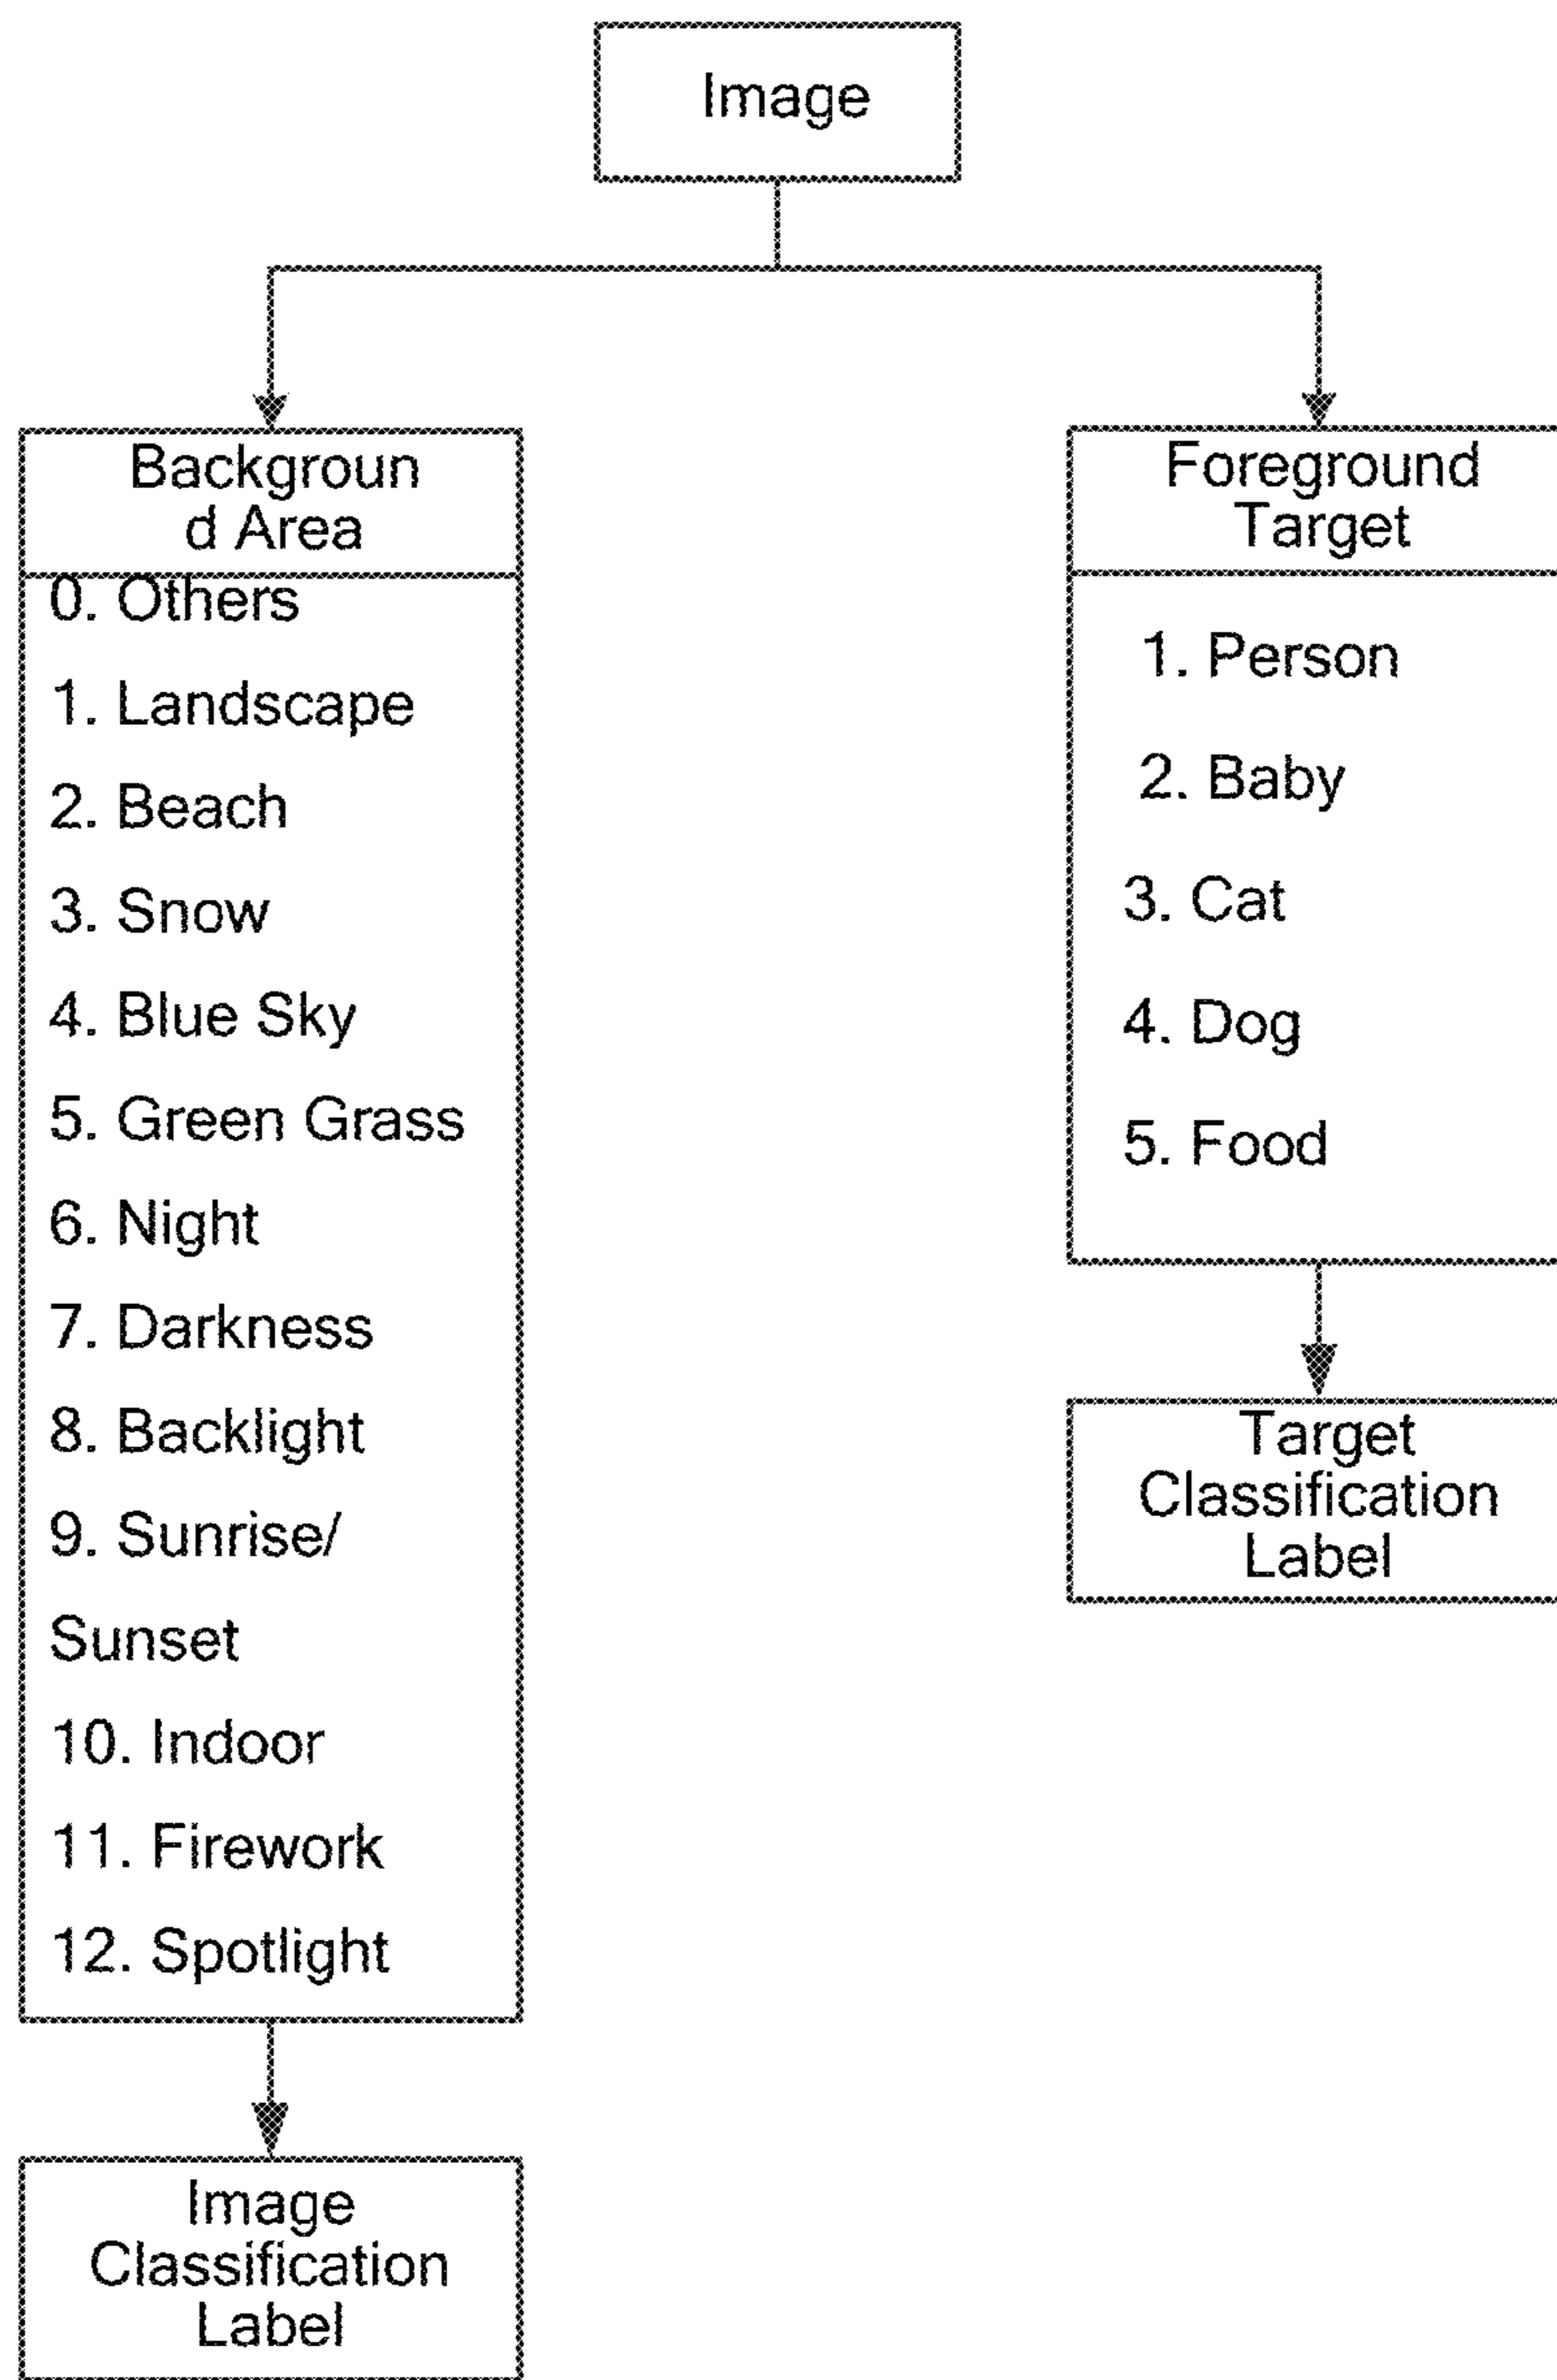 Image
Backgroun
d Area
0. Others
1. Landscape
2. Beach
3. Snow
4. Blue Sky
5. Green Grass
6. Night
7. Darkness
8. Backlight
9. Sunrise/
Sunset
10. Indoor
11. Firework
12. Spotlight
Image
Classification
Label
Foreground
Target
1. Person
2. Baby
3. Cat
4. Dog
5. Food
Target
Classification
Label